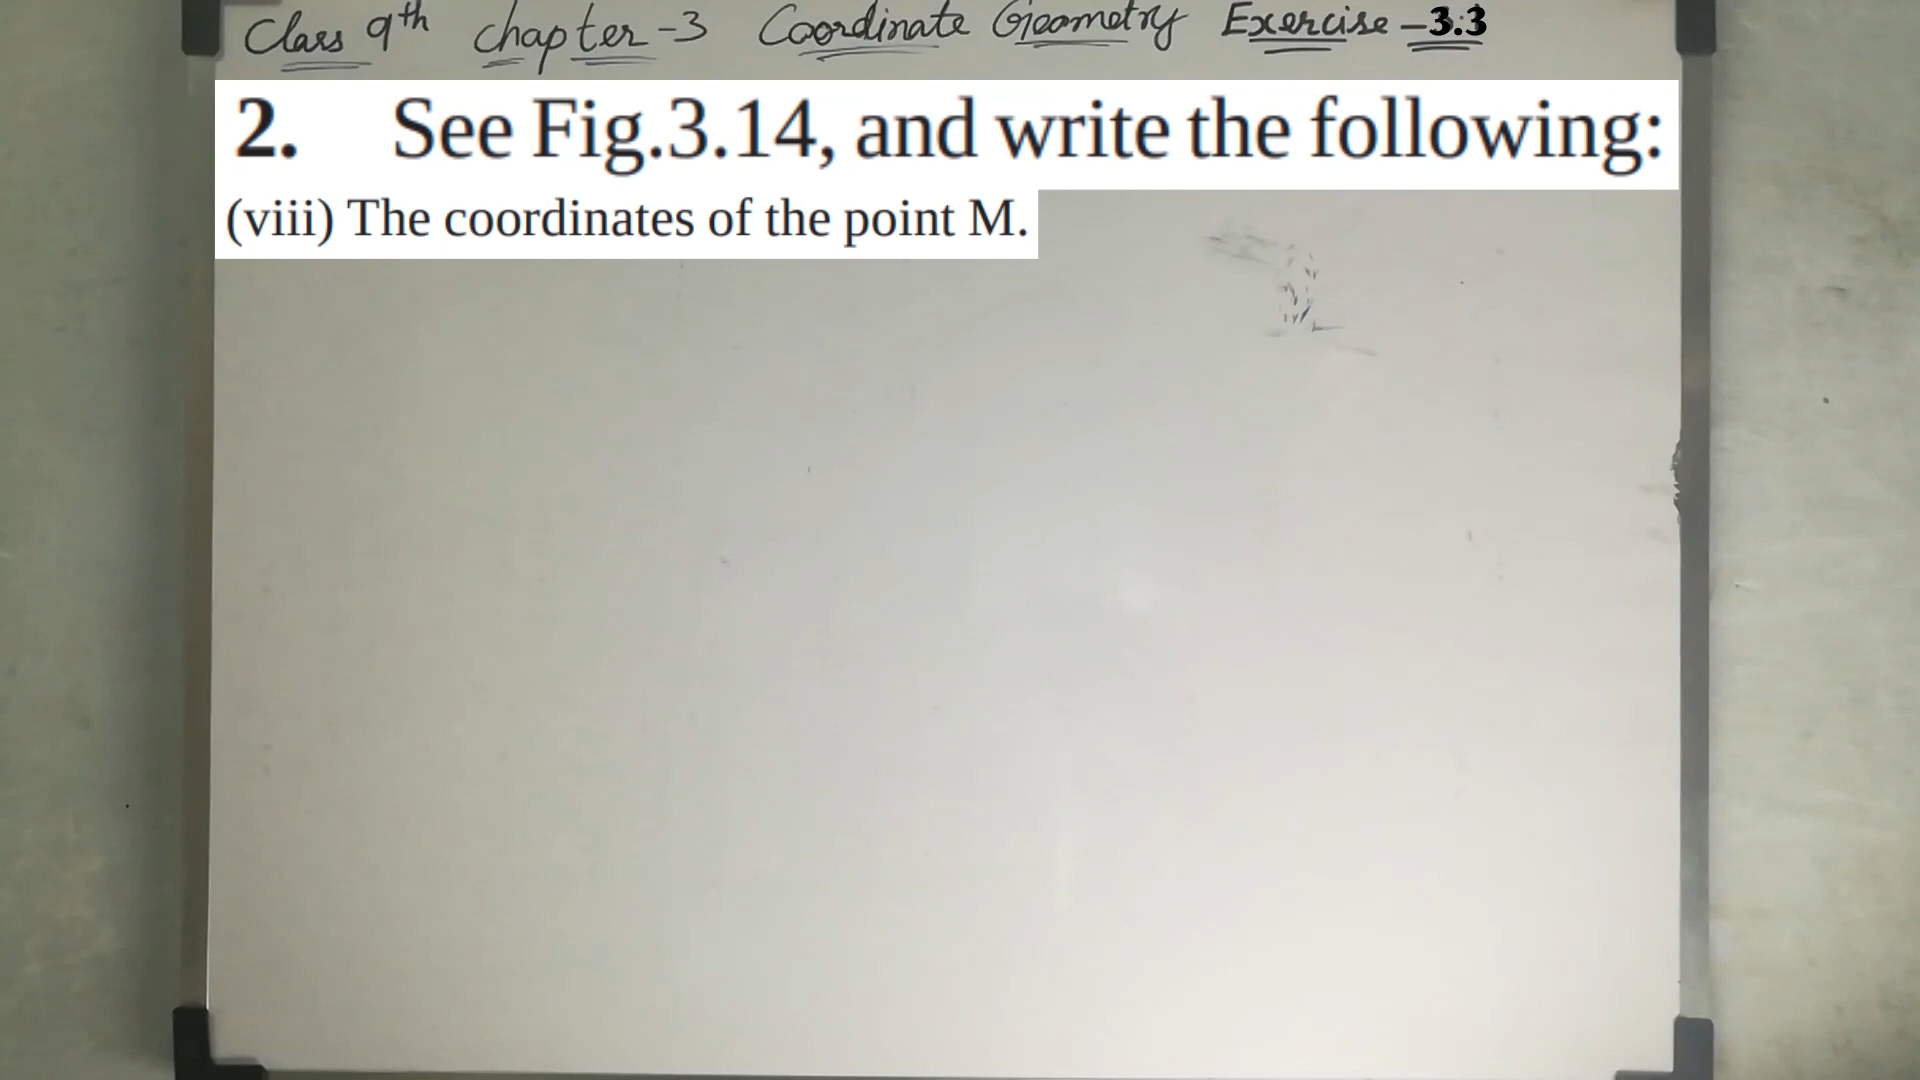 Class 9th chapter-3 Coordinate Geometry Exercise-3.3
2. See Fig.3.14, and write the following:
(viii) The coordinates of the point M.